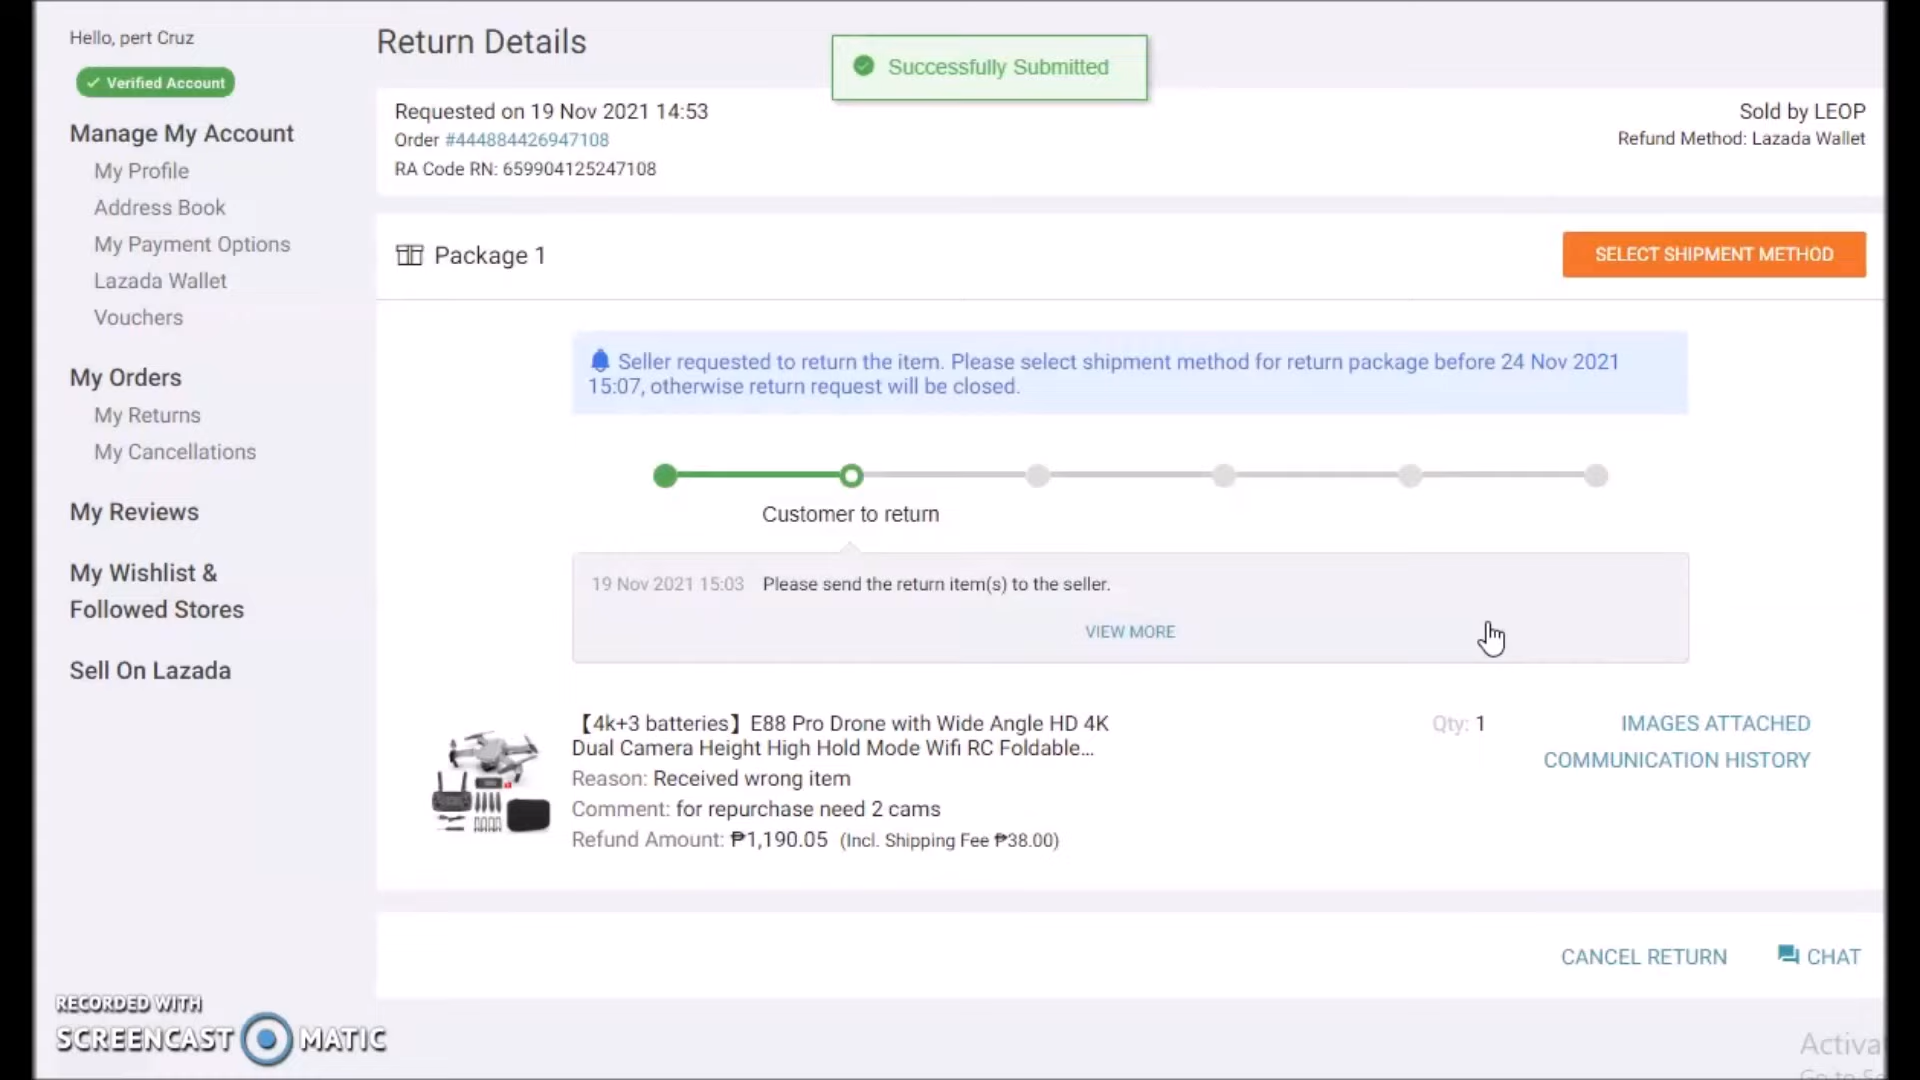 Hello, pert Cruz
Verified Account
Manage My Account
My Profile
Address Book
My Payment Options
Lazada Wallet
Vouchers
My Orders
My Returns
My Cancellations
My Reviews
My Wishlist &
Followed Stores
Sell On Lazada
Return Details
Successfully Submitted
Requested on 19 Nov 2021 14:53
Order #444884426947108
RA Code RN: 659904125247108
Sold by LEOP
Refund Method: Lazada Wallet
Package 1
SELECT SHIPMENT METHOD
Seller requested to return the item. Please select shipment method for return package before 24 Nov 2021
15:07, otherwise return request will be closed.
Customer to return
19 Nov 2021 15:03 Please send the return item(s) to the seller.
VIEW MORE
【4k+3 batteries】E88 Pro Drone with Wide Angle HD 4K
Dual Camera Height High Hold Mode Wifi RC Foldable...
Reason: Received wrong item
Comment: for repurchase need 2 cams
Refund Amount: ₱1,190.05 (Incl. Shipping Fee ₱38.00)
Qty: 1
IMAGES ATTACHED
COMMUNICATION HISTORY
CANCEL RETURN
CHAT
RECORDED WITH
SCREENCAST MATIC
Activa